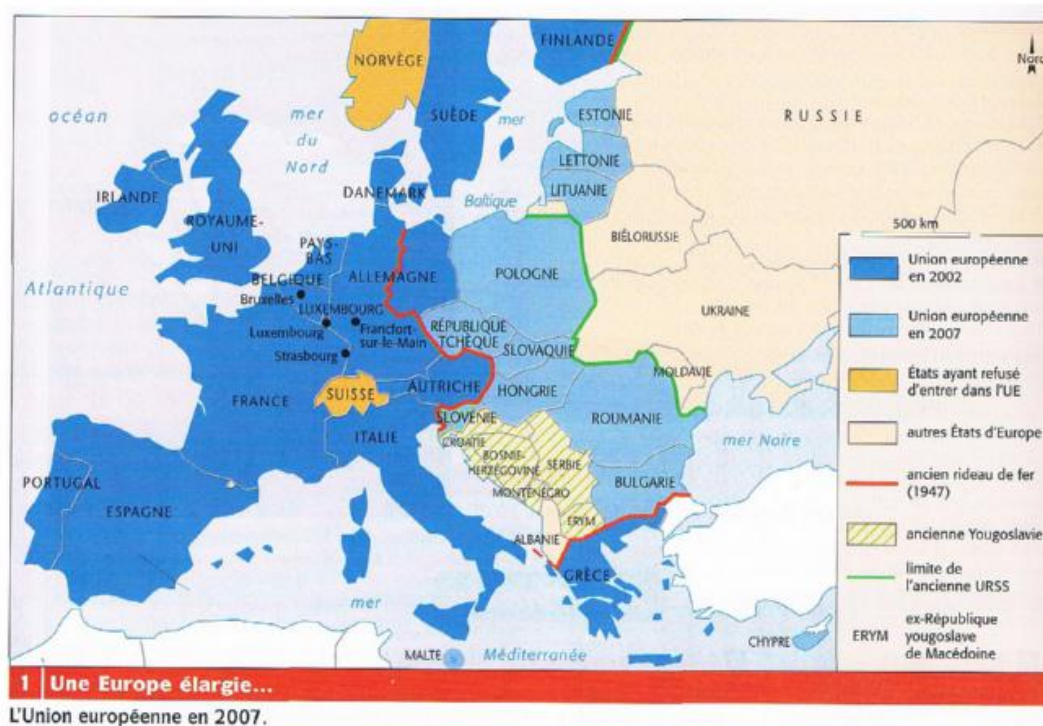 NORVÈGE
FINLANDE
Nord
océan
mer
du
Nord
SUÈDE
mer
ESTONIE
RUSSIE
LETTONIE
IRLANDE
DANEMARK
LITUANIE
Baltique
ROYAUME-
UNI
PAYS-
BAS
BIÉLORUSSIE
500 km
ALLEMAGNE
POLOGNE
Atlantique
BELGIQUE
Bruxelles
LUXEMBOURG
Luxembourg
Francfort-
sur-le-Main
Strasbourg
RÉPUBLIQUE
TCHÈQUE
SLOVAQUIE
UKRAINE
MOLDAVIE
FRANCE
SUISSE
AUTRICHE
HONGRIE
ROUMANIE
SLOVÉNIE
ITALIE
CROATIE
BOSNIE-
HERZÉGOVINE
SERBIE
mer Noire
MONTÉNÉGRO
BULGARIE
PORTUGAL
ESPAGNE
ERYM
ALBANIE
GRÈCE
mer
Méditerranée
MALTE
CHYPRE
Union européenne
en 2002
Union européenne
en 2007
États ayant refusé
d'entrer dans l'UE
autres États d'Europe
ancien rideau de fer
(1947)
ancienne Yougoslavie
limite de
l'ancienne URSS
ERYM
ex-République
yougoslave
de Macédoine
1 Une Europe élargie...
L'Union européenne en 2007.